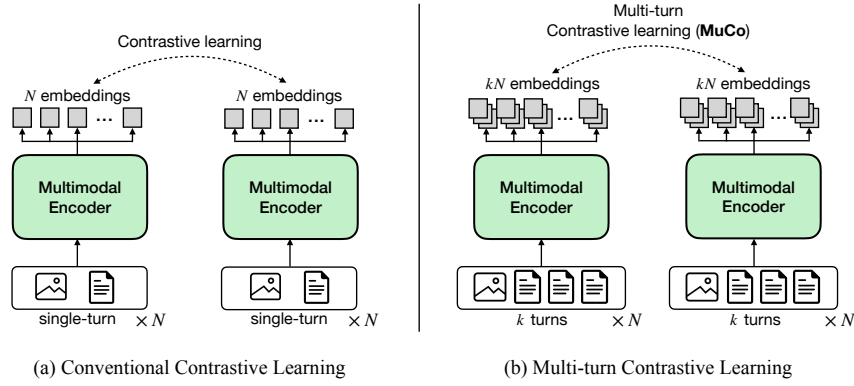 Contrastive learning
N embeddings
N embeddings
...
...
Multimodal
Encoder
Multimodal
Encoder
single-turn × N
single-turn × N
(a) Conventional Contrastive Learning
Multi-turn
Contrastive learning (MuCo)
kN embeddings
kN embeddings
...
...
Multimodal
Encoder
Multimodal
Encoder
k turns × N
k turns × N
(b) Multi-turn Contrastive Learning